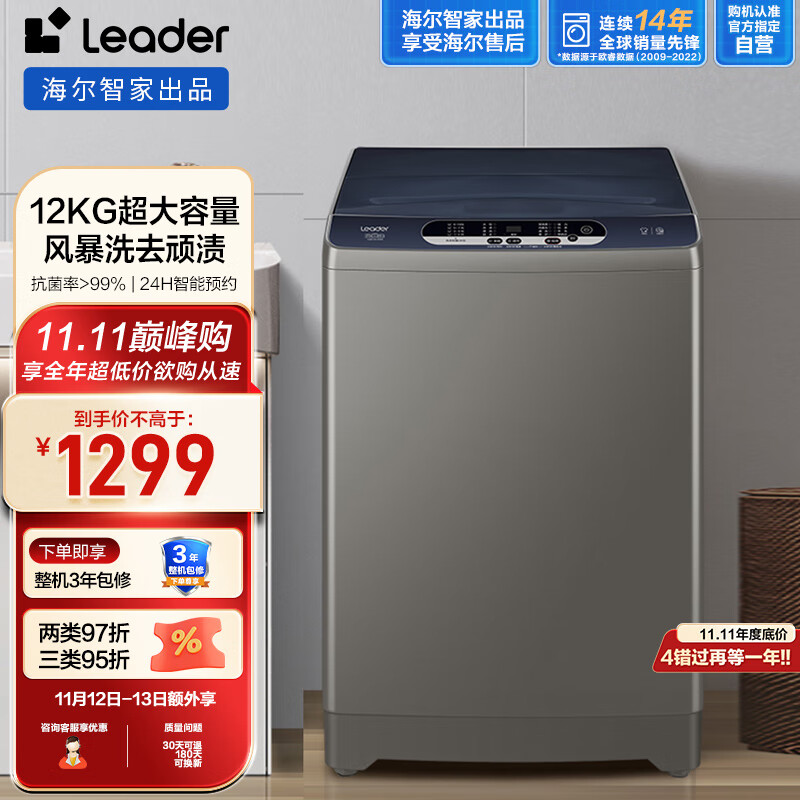 Leader
海尔智家出品
海尔智家出品
享受海尔售后
连续14年
全球销量先锋
*数据源于欧睿数据(2009-2022)
购机认准
官方指定
自营
12KG超大容量
风暴洗去顽渍
抗菌率>99% | 24H智能预约
11.11巅峰购
享全年超低价欲购从速
到手价不高于：
¥1299
下单即享
整机3年包修
3年
整机包修
下单尊享
两类97折
三类95折
%
11月12日-13日额外享
咨询客服享优惠
质量问题
30天可退
180天
可换新
Leader
11.11年度底价
4错过再等一年!!